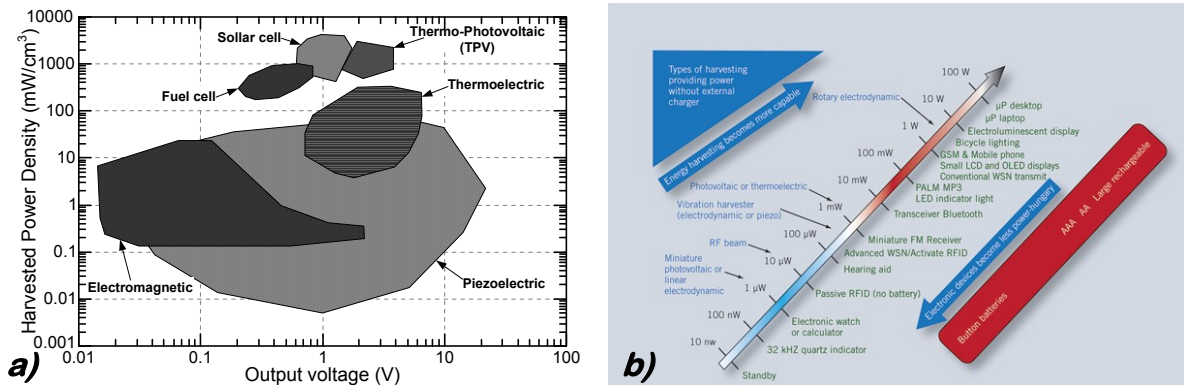 10000
1000
100
10
1
0.1
0.01
0.001
Harvested Power Density (mW/cm³)
Sollar cell
Thermo-Photovoltaic
(TPV)
Fuel cell
Thermoelectric
Electromagnetic
Piezoelectric
0.01
0.1
1
10
100
Output voltage (V)
a)
Types of harvesting
providing power
without external
charger
Energy harvesting becomes more capable
Rotary electrodynamic
Photovoltaic or thermoelectric
Vibration harvester
(electrodynamic or piezo)
RF beam
Miniature
photovoltaic or
linear
electrodynamic
100 W
10 W
1 W
100 mW
10 mW
1 mW
100 µW
10 µW
1 µW
100 nW
10 nw
µP desktop
µP laptop
Electroluminescent display
Bicycle lighting
GSM & Mobile phone
Small LCD and OLED displays
Conventional WSN transmit
PALM MP3
LED indicator light
Transceiver Bluetooth
Miniature FM Receiver
Advanced WSN/Activate RFID
Hearing aid
Passive RFID (no battery)
Electronic watch
or calculator
32 kHZ quartz indicator
Standby
Electronic devices become less power-hungary
Button batteries
AAA
AA
Large rechargeable
b)